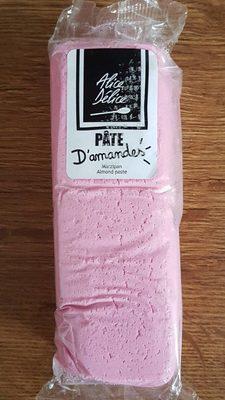 Alice
Délice
PÂTE
D'amandes
Marzipan
Almond paste